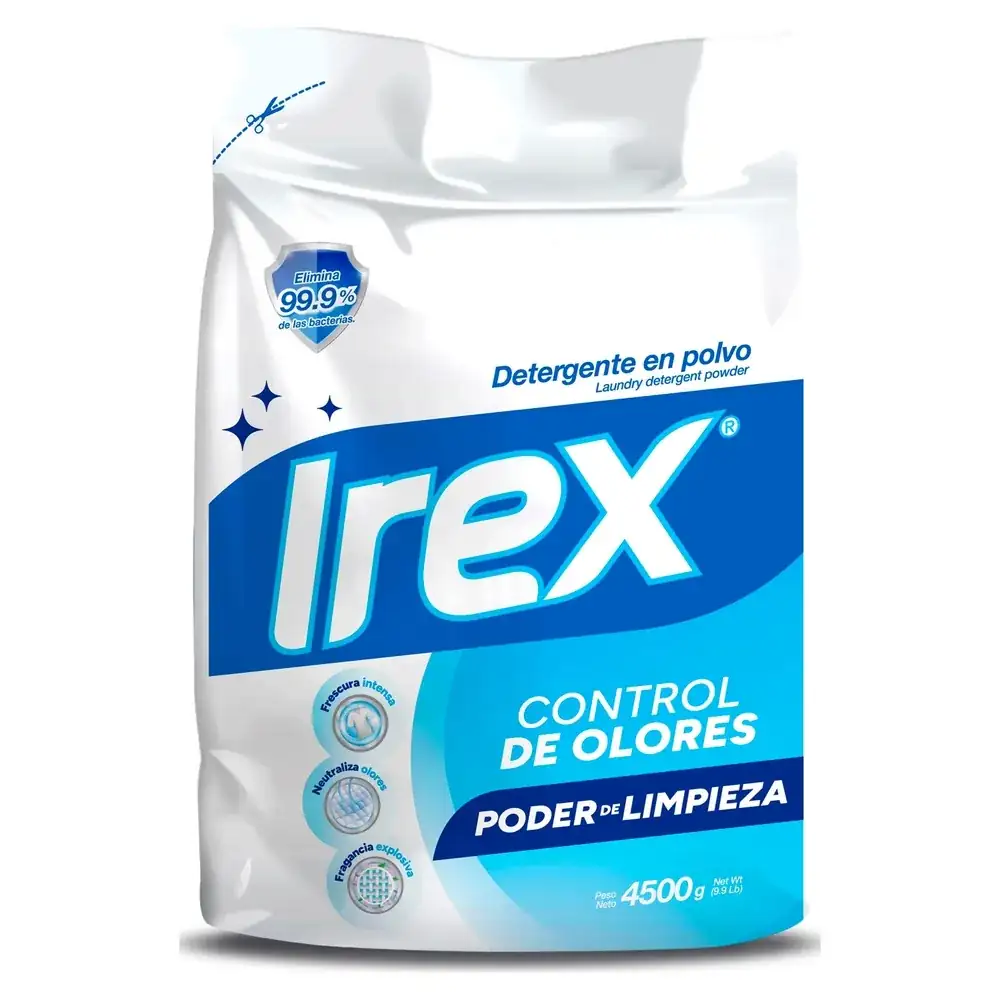 Elimina
99.9%
de las bacterias.
Detergente en polvo
Laundry detergent powder
Irex®
Frescura intensa
Neutraliza olores
Fragancia explosiva
CONTROL
DE OLORES
PODER DE LIMPIEZA
Peso Neto 4500g Net Wt (9.9 Lb)